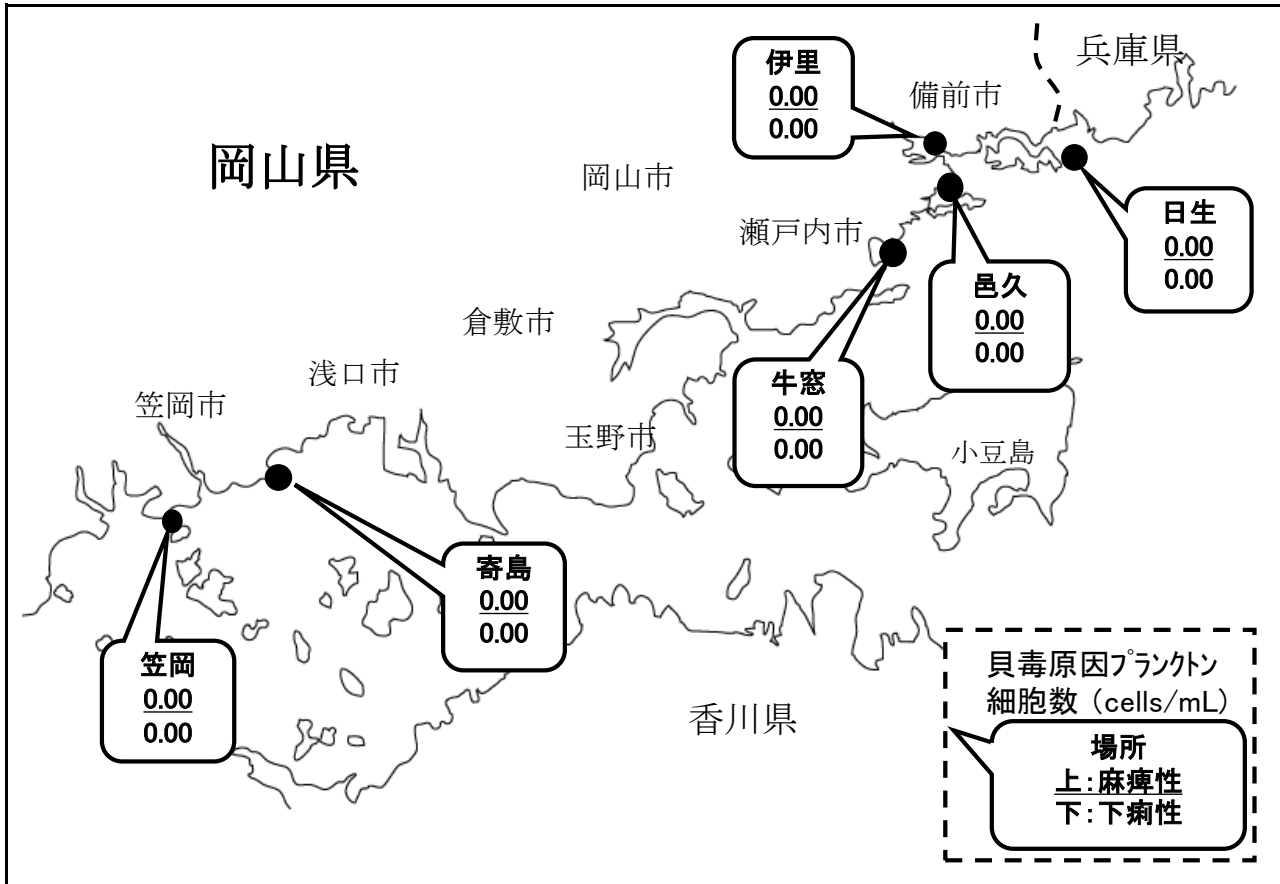 兵庫県
伊里
0.00
0.00
備前市
岡山県
岡山市
日生
0.00
0.00
瀬戸内市
邑久
0.00
0.00
倉敷市
浅口市
牛窓
0.00
0.00
笠岡市
玉野市
小豆島
寄島
0.00
0.00
笠岡
0.00
0.00
香川県
貝毒原因プランクトン
細胞数 (cells/mL)
場所
上:麻痺性
下:下痢性